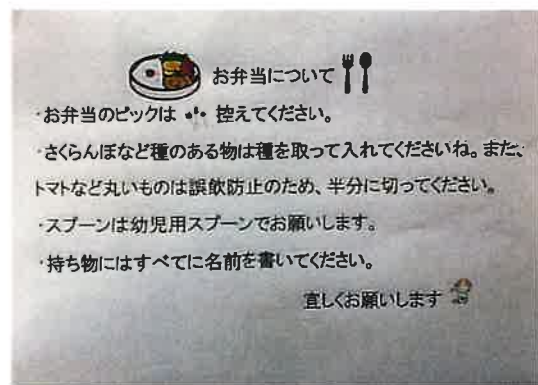 お弁当について
・お弁当のピックは 控えてください。
・さくらんぼなど種のある物は種を取って入れてくださいね。また、
トマトなど丸いものは誤飲防止のため、半分に切ってください。
・スプーンは幼児用スプーンでお願いします。
・持ち物にはすべてに名前を書いてください。
宜しくお願いします